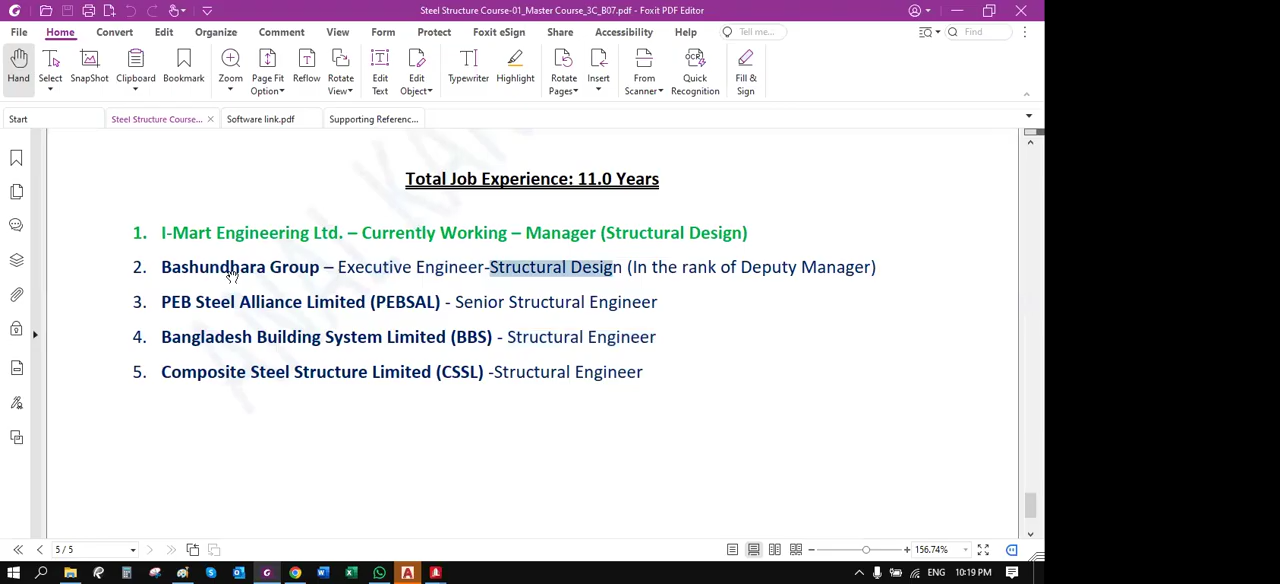 Steel Structure Course-01_Master Course_3C_B07.pdf - Foxit PDF Editor
File Home Convert Edit Organize Comment View Form Protect Foxit eSign Share Accessibility Help Tell me... Find
Hand Select SnapShot Clipboard Bookmark Zoom Page Fit Option Reflow Rotate View Edit Text Edit Object Typewriter Highlight Rotate Pages Insert From Scanner OCR Quick Recognition Fill & Sign
Start Steel Structure Course... Software link.pdf Supporting Referenc...
Total Job Experience: 11.0 Years
1. I-Mart Engineering Ltd. – Currently Working – Manager (Structural Design)
2. Bashundhara Group – Executive Engineer-Structural Design (In the rank of Deputy Manager)
3. PEB Steel Alliance Limited (PEBSAL) - Senior Structural Engineer
4. Bangladesh Building System Limited (BBS) - Structural Engineer
5. Composite Steel Structure Limited (CSSL) -Structural Engineer
5 / 5 156.74%
ENG 10:19 PM